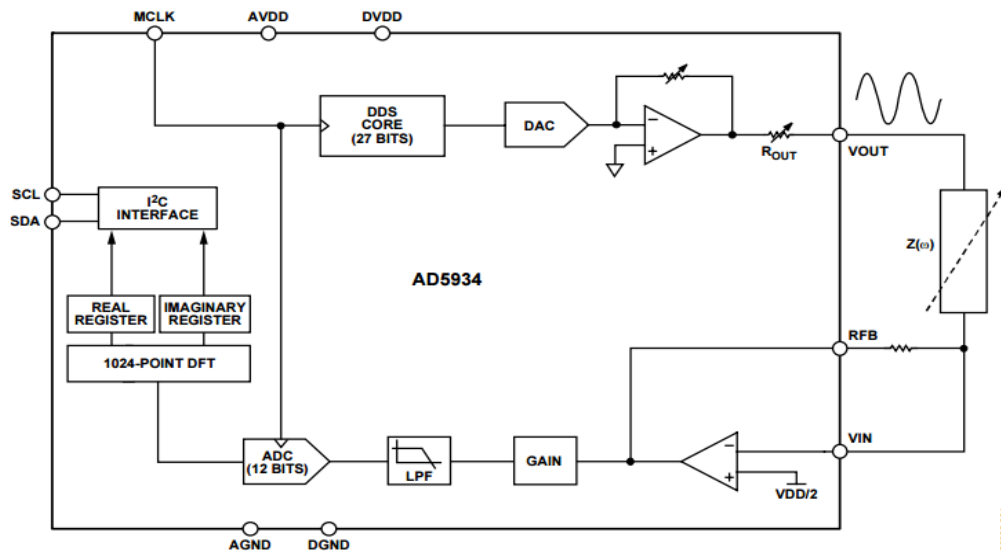 MCLK AVDD DVDD
DDS
CORE
(27 BITS)
DAC
ROUT
VOUT
SCL
SDA
I2C
INTERFACE
Z(ω)
AD5934
REAL
REGISTER
IMAGINARY
REGISTER
RFB
1024-POINT DFT
VIN
ADC
(12 BITS)
LPF
GAIN
VDD/2
AGND DGND